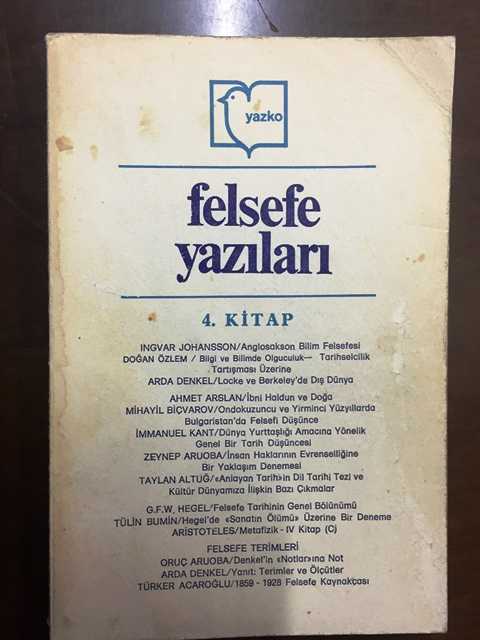 yazko
felsefe
yazıları
4. KİTAP
INGVAR JOHANSSON/Anglosakson Bilim Felsefesi
DOĞAN ÖZLEM / Bilgi ve Bilimde Olguculuk— Tarihselcilik
Tartışması Üzerine
ARDA DENKEL/Locke ve Berkeley'de Dış Dünya
AHMET ARSLAN/İbni Haldun ve Doğa
MİHAYİL BİÇVAROV/Ondokuzuncu ve Yirminci Yüzyıllarda
Bulgaristan'da Felsefi Düşünce
İMMANUEL KANT/Dünya Yurttaşlığı Amacına Yönelik
Genel Bir Tarih Düşüncesi
ZEYNEP ARUOBA/İnsan Haklarının Evrenselliğine
Bir Yaklaşım Denemesi
TAYLAN ALTUĞ/«Anlayan Tarih»in Dil Tarihi Tezi ve
Kültür Dünyamıza İlişkin Bazı Çıkmalar
G.F.W. HEGEL/Felsefe Tarihinin Genel Bölünümü
TÜLİN BUMİN/Hegel'de «Sanatın Ölümü» Üzerine Bir Deneme
ARİSTOTELES/Metafizik - IV Kitap (C)
FELSEFE TERİMLERİ
ORUÇ ARUOBA/Denkel'in «Notlar»ına Not
ARDA DENKEL/Yanıt: Terimler ve Ölçütler
TÜRKER ACAROĞLU/1859 - 1928 Felsefe Kaynakçası